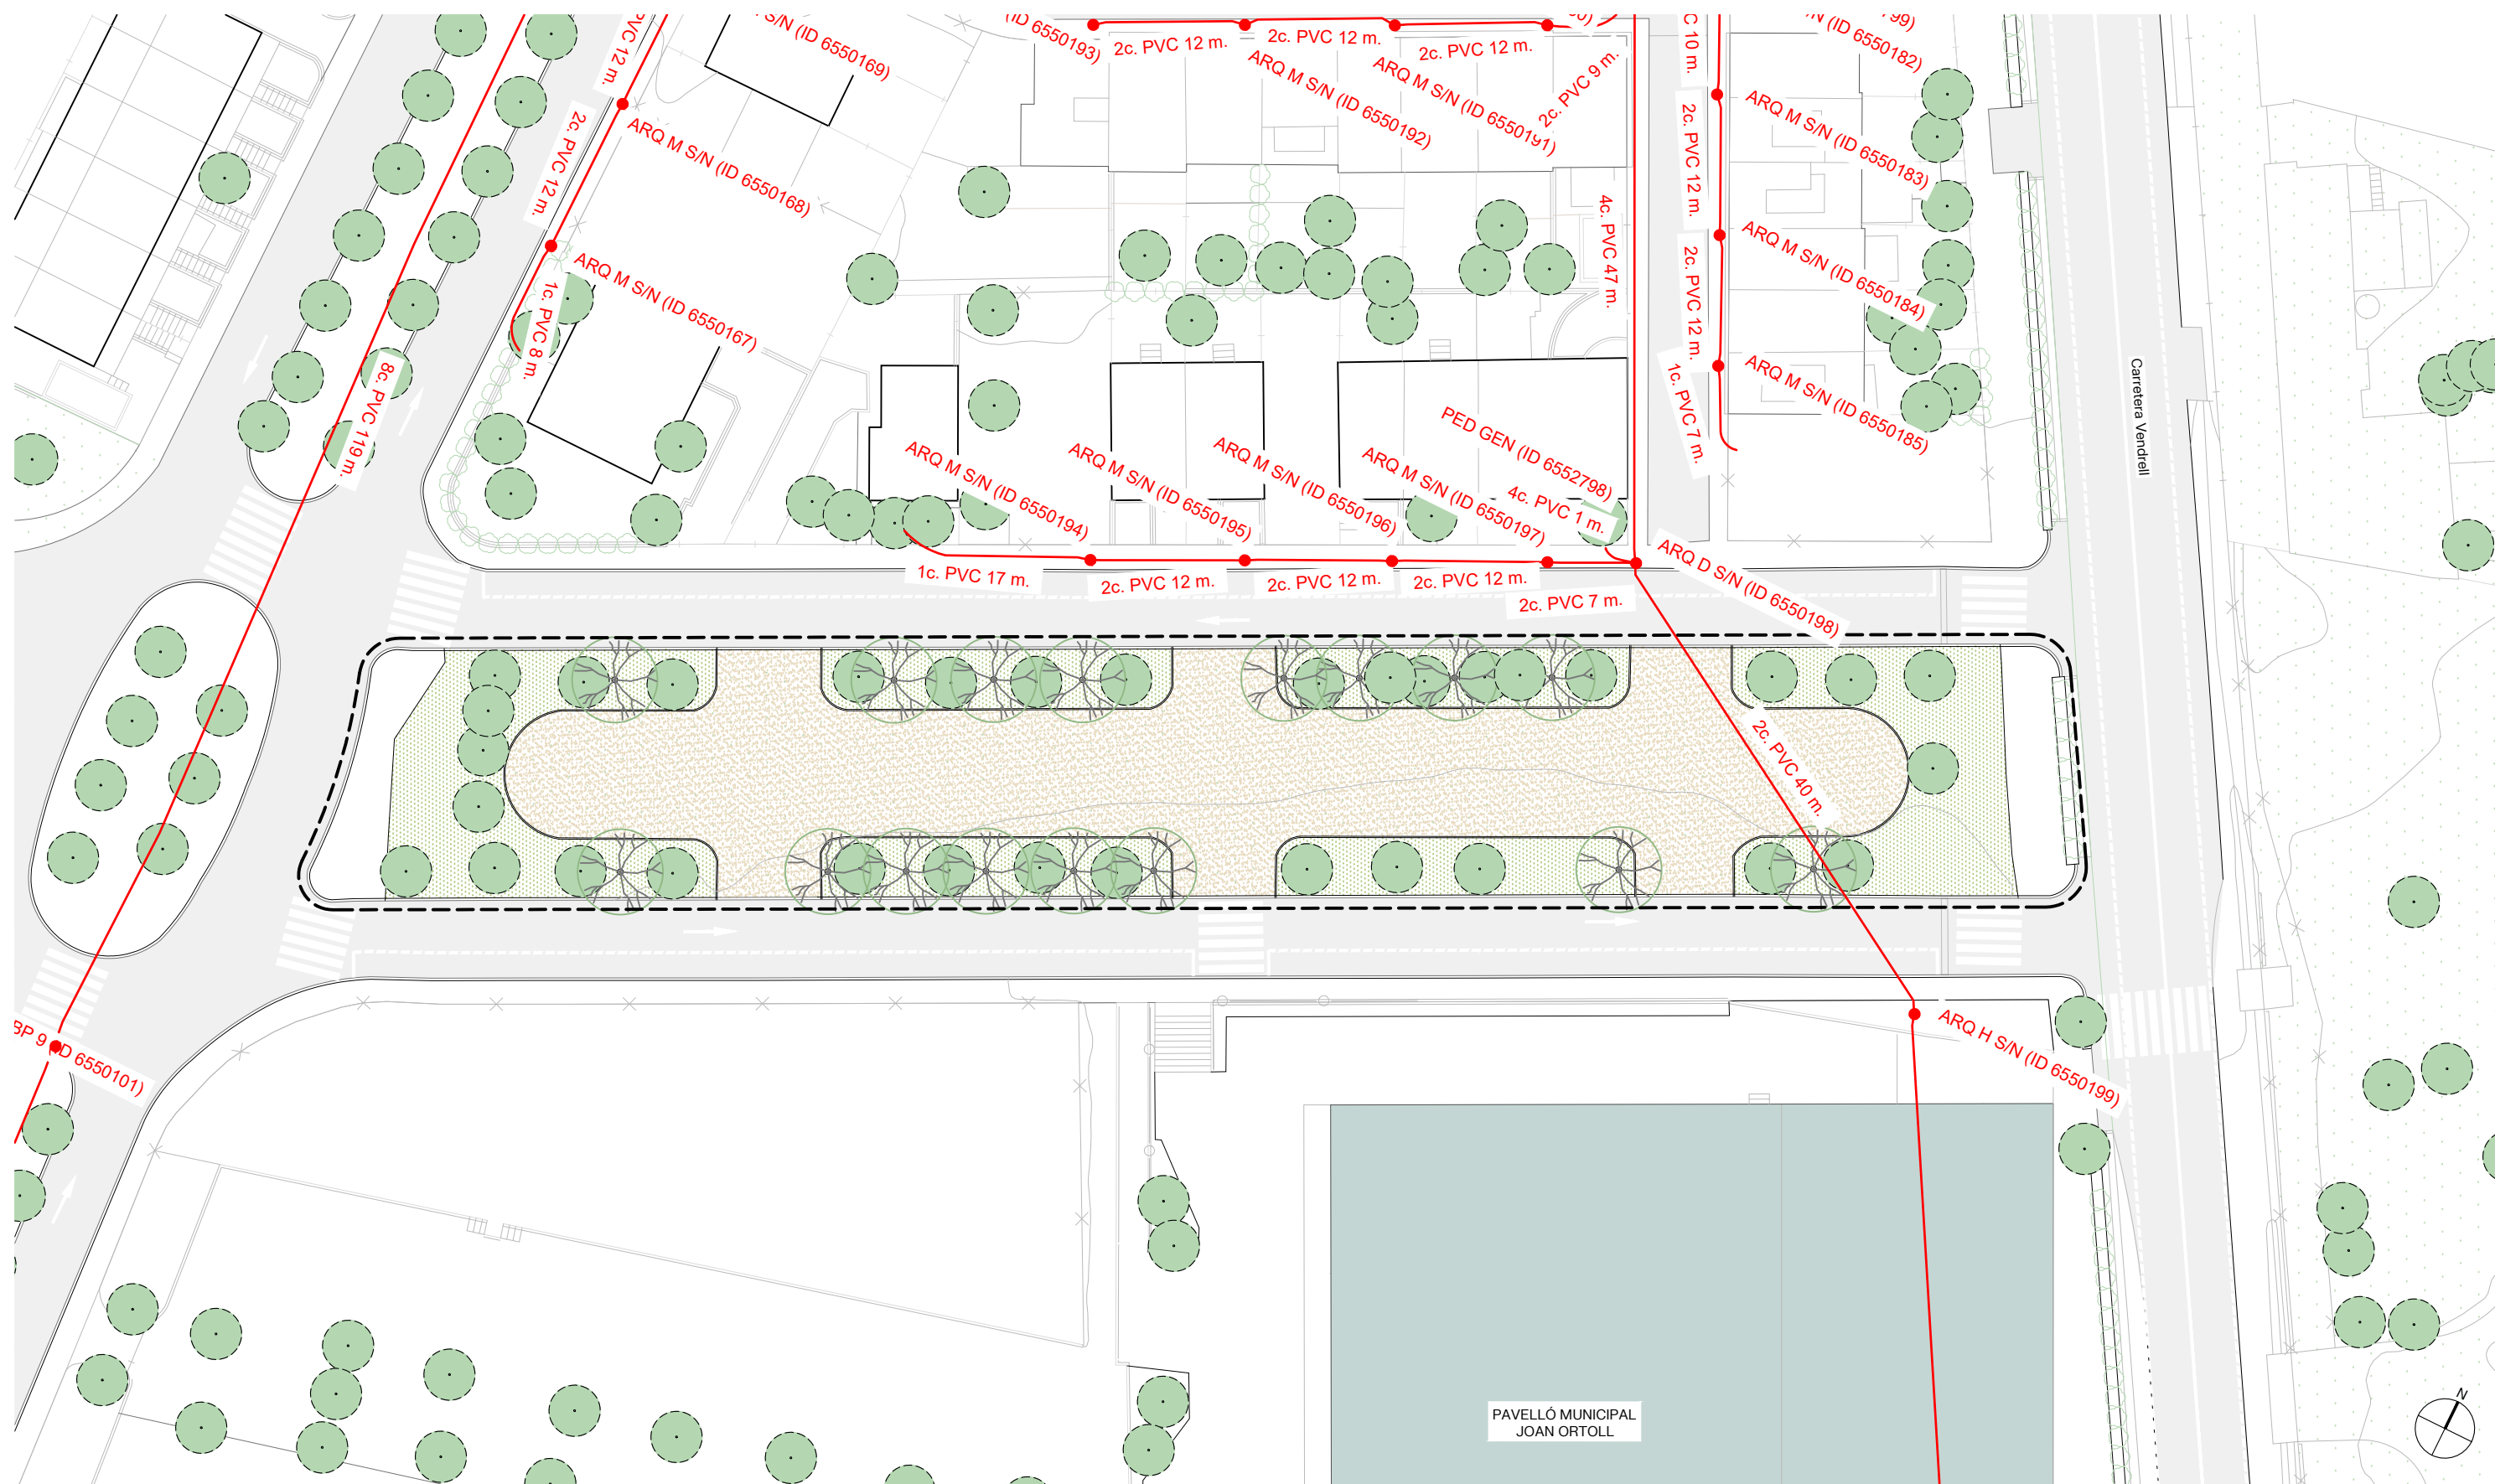 S/N (ID 6550169)
PVC 12 m.
(ID 6550193)
2c. PVC 12 m.
2c. PVC 12 m.
2c. PVC 12 m.
ARQ M S/N (ID 6550192)
ARQ M S/N (ID 6550191)
2c. PVC 9 m.
10 m.
(ID 6550182)
2c. PVC 12 m.
ARQ M S/N (ID 6550168)
2c. PVC 12 m.
ARQ M S/N (ID 6550183)
4c. PVC 47 m.
2c. PVC 12 m.
ARQ M S/N (ID 6550184)
ARQ M S/N (ID 6550167)
1c. PVC 8 m.
8c. PVC 119 m.
1c. PVC 7 m.
ARQ M S/N (ID 6550185)
Carretera Vendrell
PED GEN (ID 6552798)
4c. PVC 1 m.
ARQ M S/N (ID 6550194)
ARQ M S/N (ID 6550195)
ARQ M S/N (ID 6550196)
ARQ M S/N (ID 6550197)
ARQ D S/N (ID 6550198)
1c. PVC 17 m.
2c. PVC 12 m.
2c. PVC 12 m.
2c. PVC 12 m.
2c. PVC 7 m.
2c. PVC 40 m.
BP 9 (ID 6550101)
ARQ H S/N (ID 6550199)
PAVELLÓ MUNICIPAL
JOAN ORTOLL
N